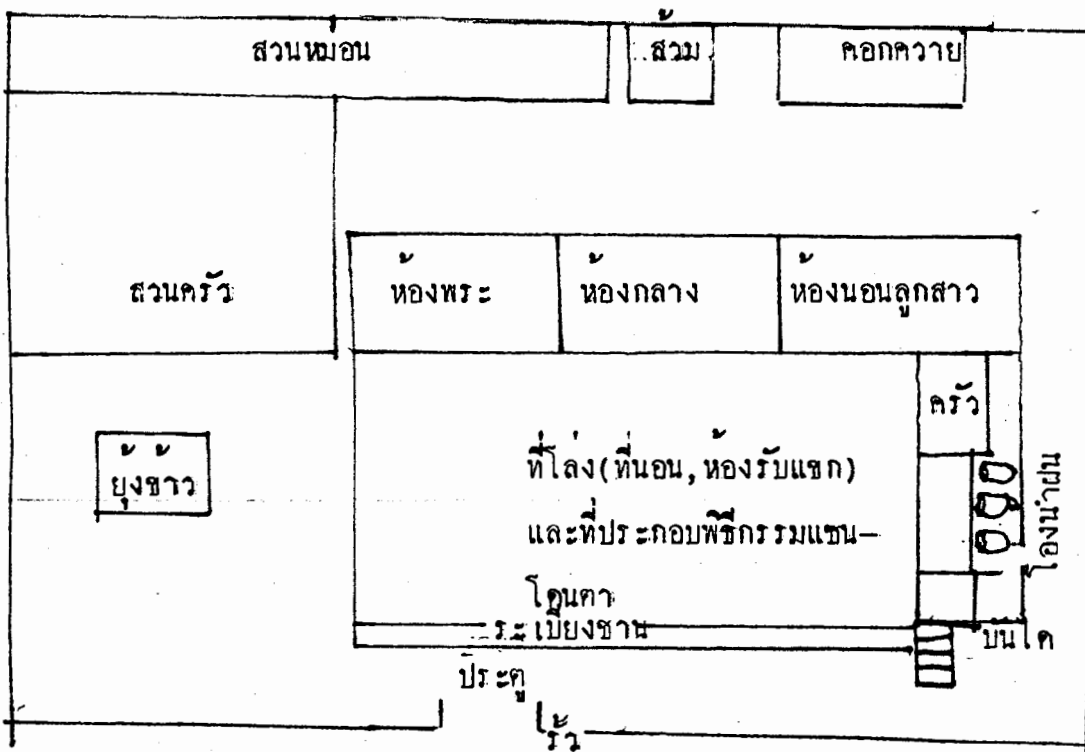 สวนหม่อน
ส้วม
คอกควาย
สวนครัว
ห้องพระ
ห้องกลาง
ห้องนอนลูกสาว
ครัว
ยุ้งข้าว
ที่โล่ง(ที่นอน,ห้องรับแขก)
และที่ประกอบพิธีกรรมแซน-
โดนตา
โอ่งน้ำฝน
ระเบียงชาน
บันได
ประตู
รั้ว